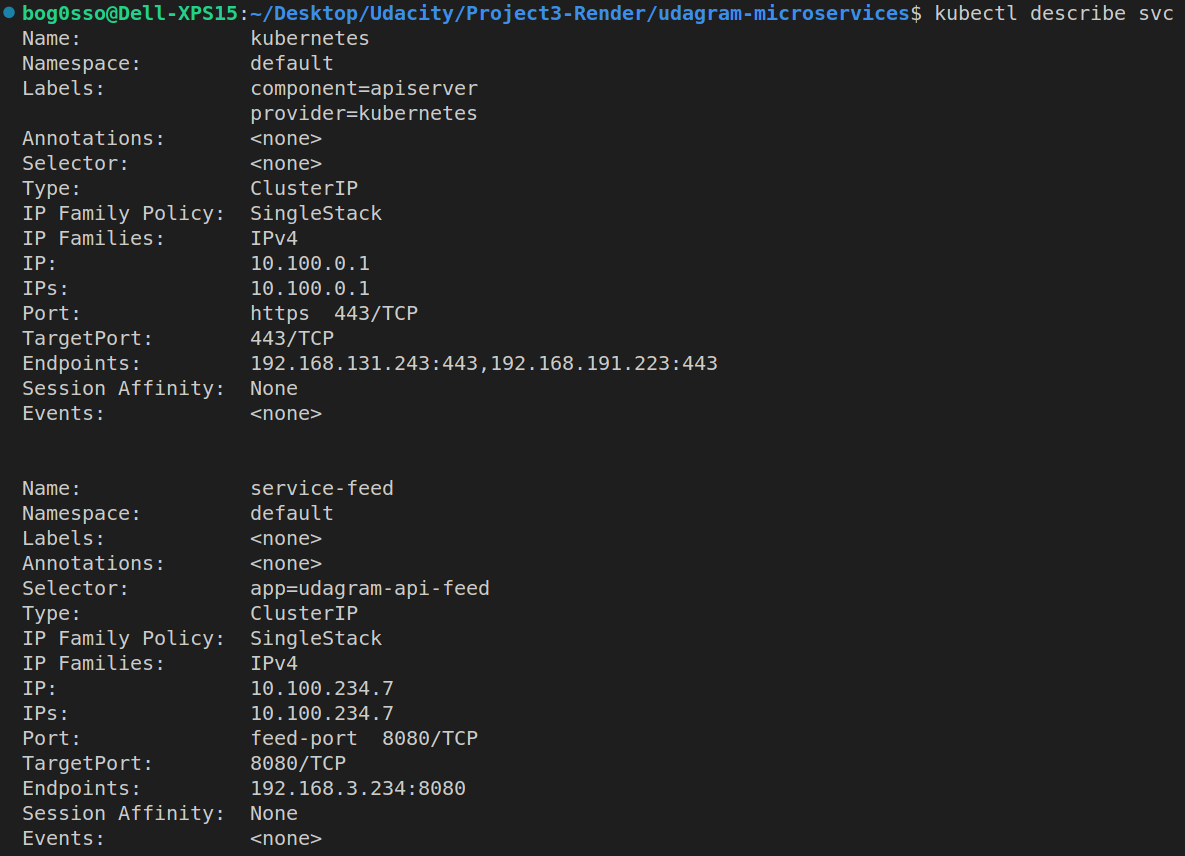 bog0sso@Dell-XPS15:~/Desktop/Udacity/Project3-Render/udagram-microservices$ kubectl describe svc
Name:              kubernetes
Namespace:         default
Labels:            component=apiserver
                   provider=kubernetes
Annotations:       <none>
Selector:          <none>
Type:              ClusterIP
IP Family Policy:  SingleStack
IP Families:       IPv4
IP:                10.100.0.1
IPs:               10.100.0.1
Port:              https  443/TCP
TargetPort:        443/TCP
Endpoints:         192.168.131.243:443,192.168.191.223:443
Session Affinity:  None
Events:            <none>
Name:              service-feed
Namespace:         default
Labels:            <none>
Annotations:       <none>
Selector:          app=udagram-api-feed
Type:              ClusterIP
IP Family Policy:  SingleStack
IP Families:       IPv4
IP:                10.100.234.7
IPs:               10.100.234.7
Port:              feed-port  8080/TCP
TargetPort:        8080/TCP
Endpoints:         192.168.3.234:8080
Session Affinity:  None
Events:            <none>